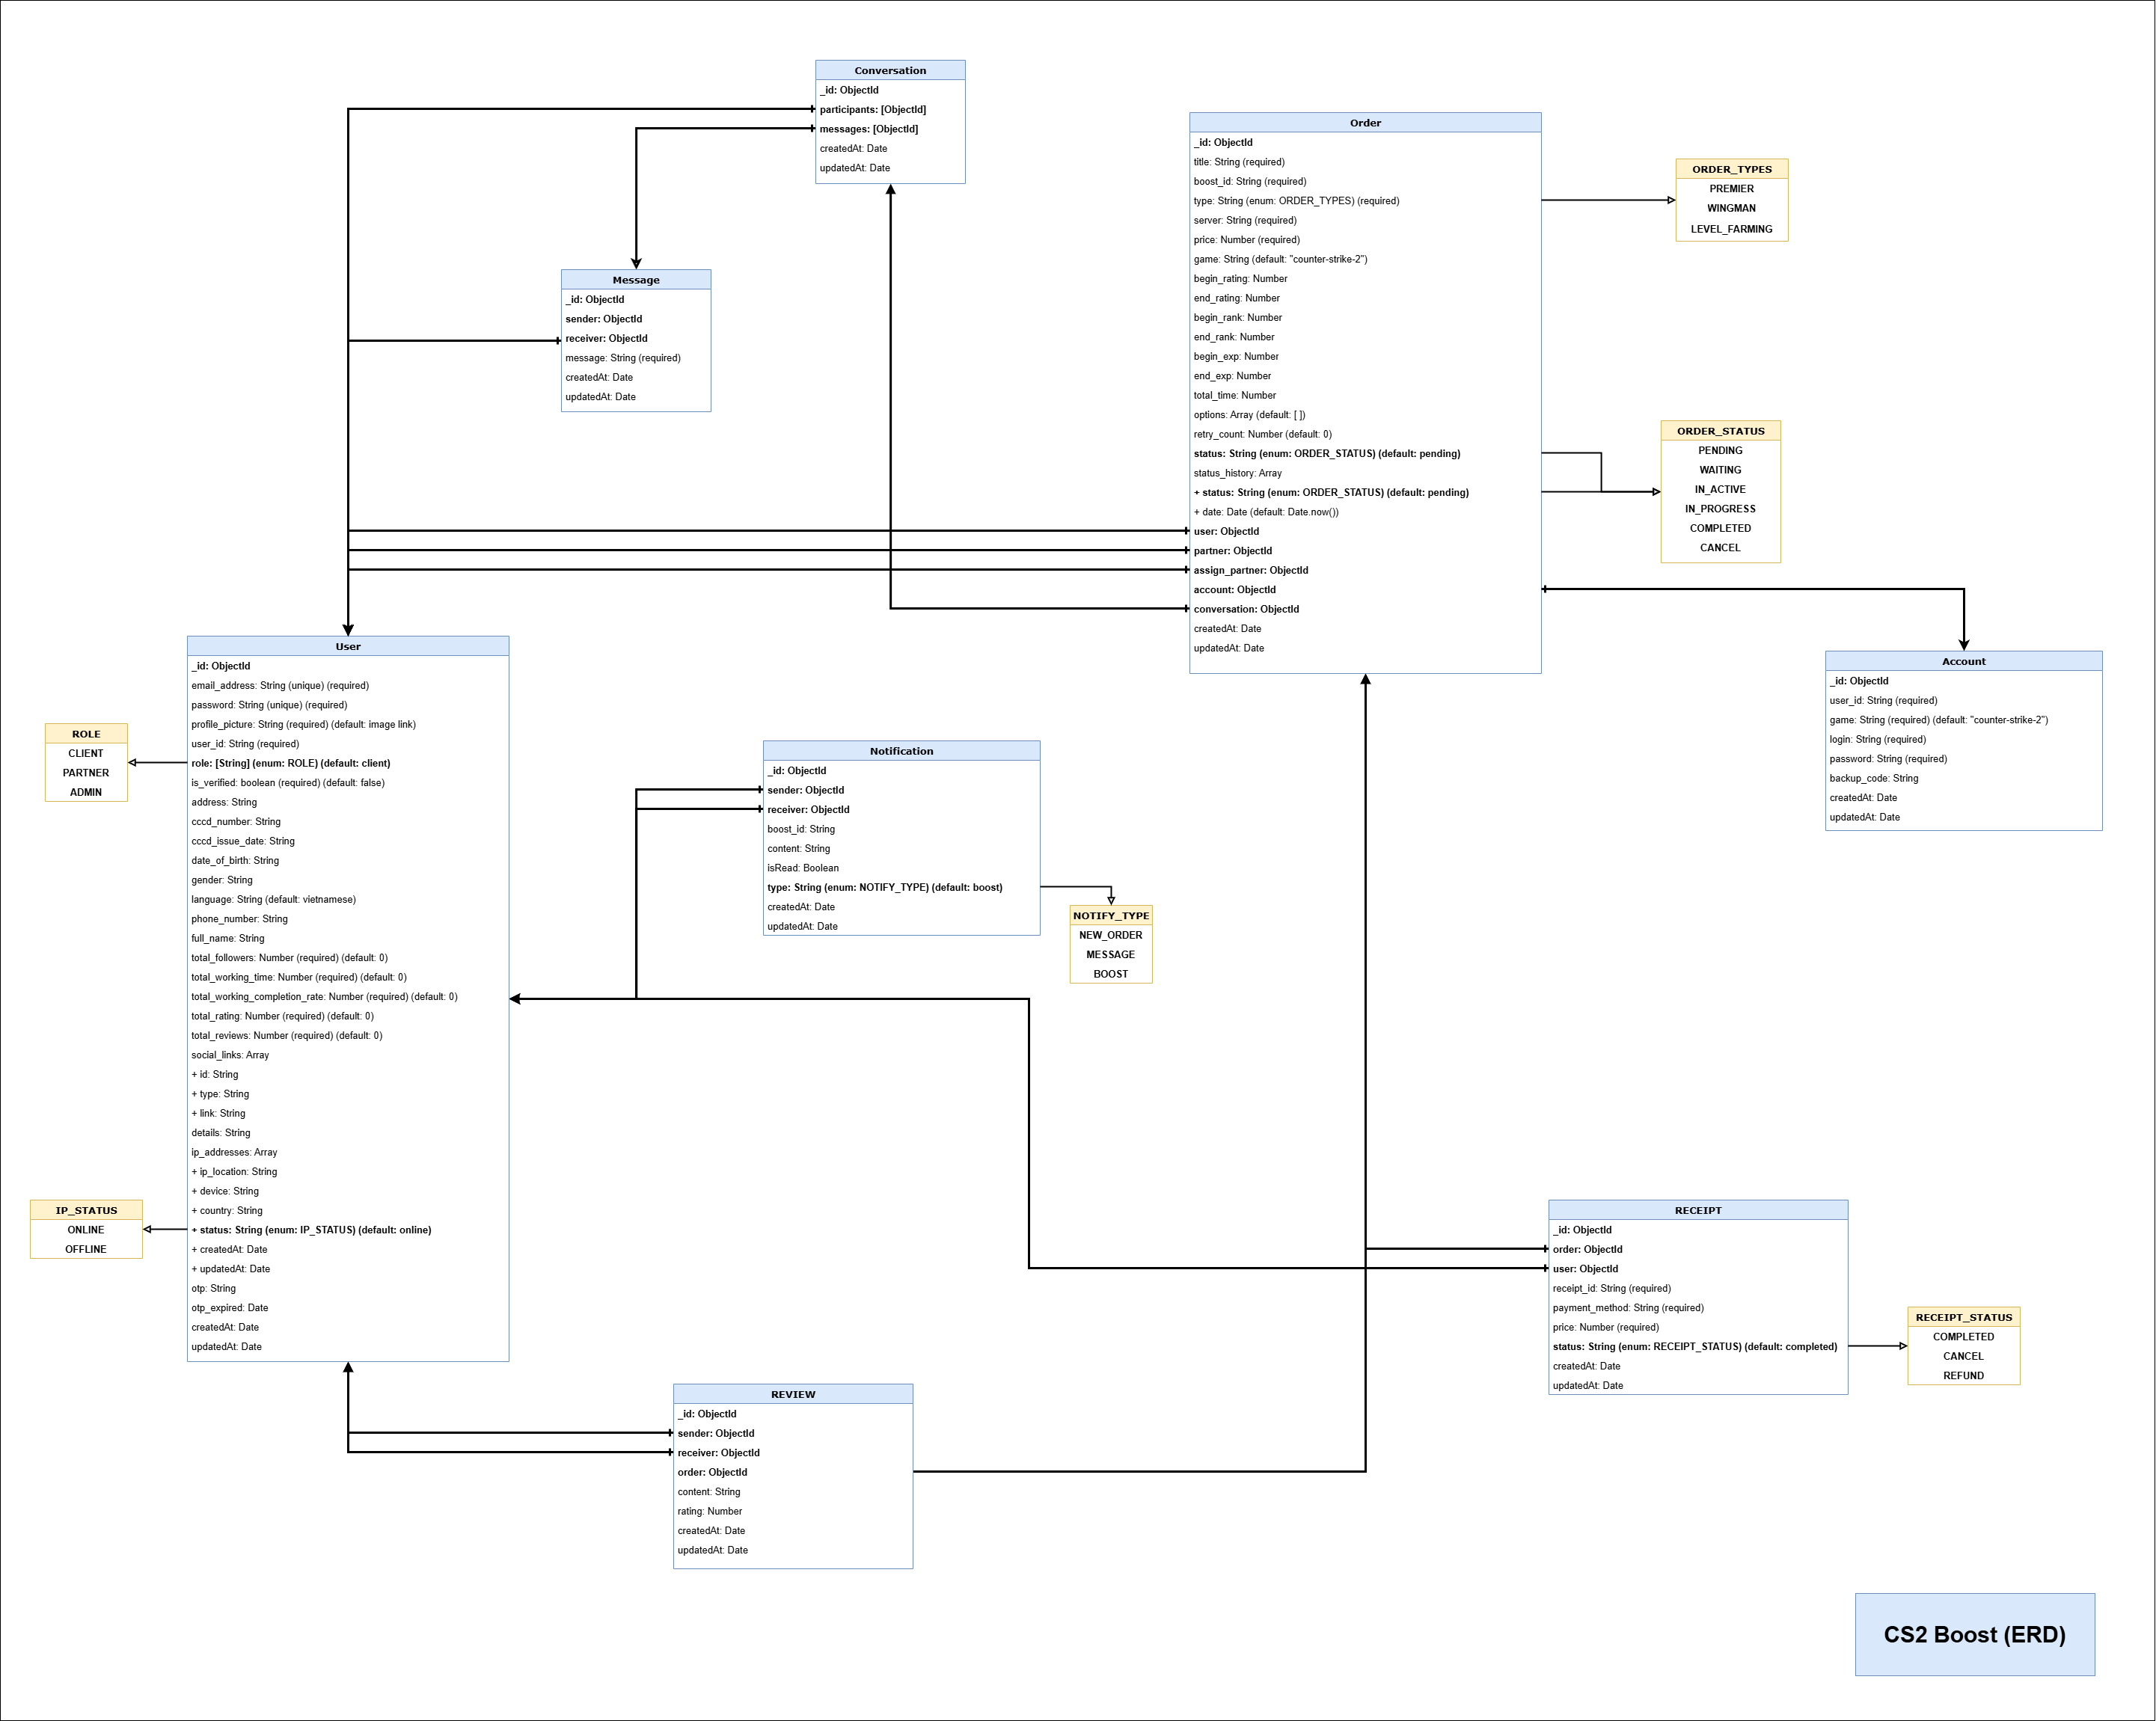 Conversation
_id: ObjectId
participants: [ObjectId]
messages: [ObjectId]
createdAt: Date
updatedAt: Date
Order
_id: ObjectId
title: String (required)
boost_id: String (required)
type: String (enum: ORDER_TYPES) (required)
server: String (required)
price: Number (required)
game: String (default: "counter-strike-2")
begin_rating: Number
end_rating: Number
begin_rank: Number
end_rank: Number
begin_exp: Number
end_exp: Number
total_time: Number
options: Array (default: [ ])
retry_count: Number (default: 0)
status: String (enum: ORDER_STATUS) (default: pending)
status_history: Array
+ status: String (enum: ORDER_STATUS) (default: pending)
+ date: Date (default: Date.now())
user: ObjectId
partner: ObjectId
assign_partner: ObjectId
account: ObjectId
conversation: ObjectId
createdAt: Date
updatedAt: Date
ORDER_TYPES
PREMIER
WINGMAN
LEVEL_FARMING
Message
_id: ObjectId
sender: ObjectId
receiver: ObjectId
message: String (required)
createdAt: Date
updatedAt: Date
ORDER_STATUS
PENDING
WAITING
IN_ACTIVE
IN_PROGRESS
COMPLETED
CANCEL
User
_id: ObjectId
email_address: String (unique) (required)
password: String (unique) (required)
profile_picture: String (required) (default: image link)
user_id: String (required)
role: [String] (enum: ROLE) (default: client)
is_verified: boolean (required) (default: false)
address: String
cccd_number: String
cccd_issue_date: String
date_of_birth: String
gender: String
language: String (default: vietnamese)
phone_number: String
full_name: String
total_followers: Number (required) (default: 0)
total_working_time: Number (required) (default: 0)
total_working_completion_rate: Number (required) (default: 0)
total_rating: Number (required) (default: 0)
total_reviews: Number (required) (default: 0)
social_links: Array
+ id: String
+ type: String
+ link: String
details: String
ip_addresses: Array
+ ip_location: String
+ device: String
+ country: String
+ status: String (enum: IP_STATUS) (default: online)
+ createdAt: Date
+ updatedAt: Date
otp: String
otp_expired: Date
createdAt: Date
updatedAt: Date
Account
_id: ObjectId
user_id: String (required)
game: String (required) (default: "counter-strike-2")
login: String (required)
password: String (required)
backup_code: String
createdAt: Date
updatedAt: Date
ROLE
CLIENT
PARTNER
ADMIN
Notification
_id: ObjectId
sender: ObjectId
receiver: ObjectId
boost_id: String
content: String
isRead: Boolean
type: String (enum: NOTIFY_TYPE) (default: boost)
createdAt: Date
updatedAt: Date
NOTIFY_TYPE
NEW_ORDER
MESSAGE
BOOST
IP_STATUS
ONLINE
OFFLINE
RECEIPT
_id: ObjectId
order: ObjectId
user: ObjectId
receipt_id: String (required)
payment_method: String (required)
price: Number (required)
status: String (enum: RECEIPT_STATUS) (default: completed)
createdAt: Date
updatedAt: Date
RECEIPT_STATUS
COMPLETED
CANCEL
REFUND
REVIEW
_id: ObjectId
sender: ObjectId
receiver: ObjectId
order: ObjectId
content: String
rating: Number
createdAt: Date
updatedAt: Date
CS2 Boost (ERD)